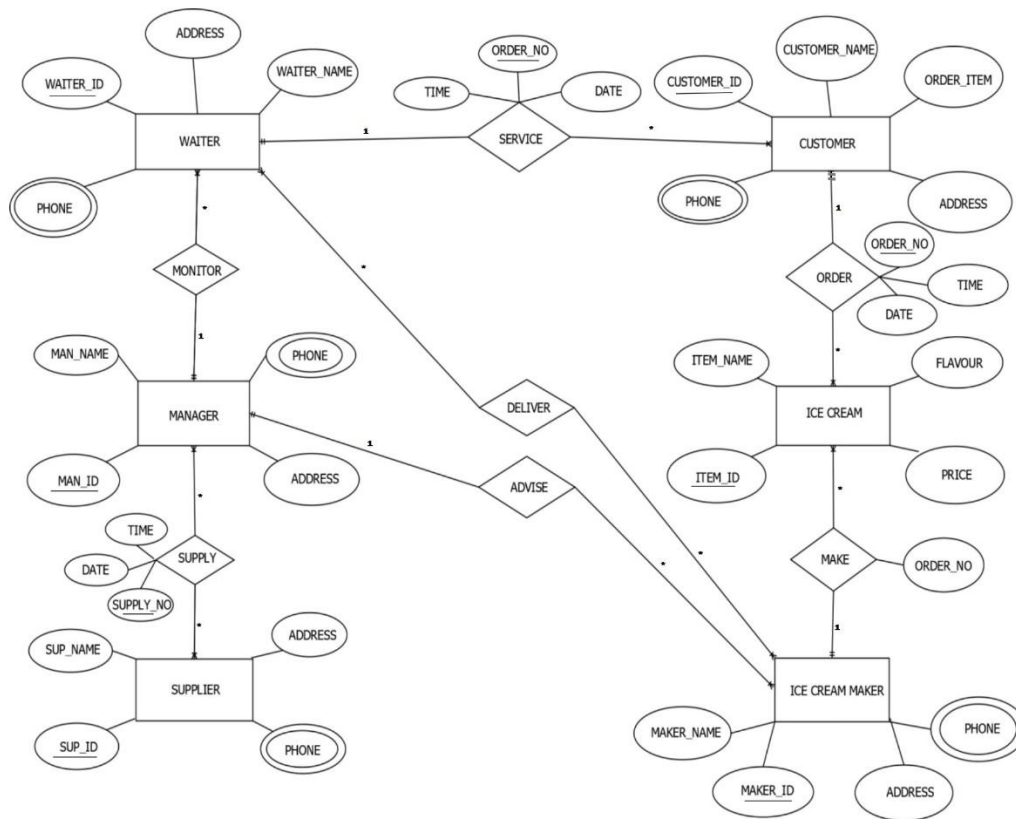 ADDRESS
WAITER_ID
WAITER_NAME
WAITER
PHONE
ORDER_NO
TIME
DATE
1
SERVICE
*
CUSTOMER_NAME
CUSTOMER_ID
ORDER_ITEM
CUSTOMER
PHONE
ADDRESS
*
MONITOR
1
1
ORDER_NO
ORDER
TIME
DATE
*
*
MAN_NAME
PHONE
MANAGER
MAN_ID
ADDRESS
DELIVER
1
ADVISE
*
*
ITEM_NAME
FLAVOUR
ICE CREAM
ITEM_ID
PRICE
*
MAKE
ORDER_NO
1
*
TIME
SUPPLY
DATE
SUPPLY_NO
*
SUP_NAME
ADDRESS
SUPPLIER
SUP_ID
PHONE
ICE CREAM MAKER
MAKER_NAME
PHONE
MAKER_ID
ADDRESS